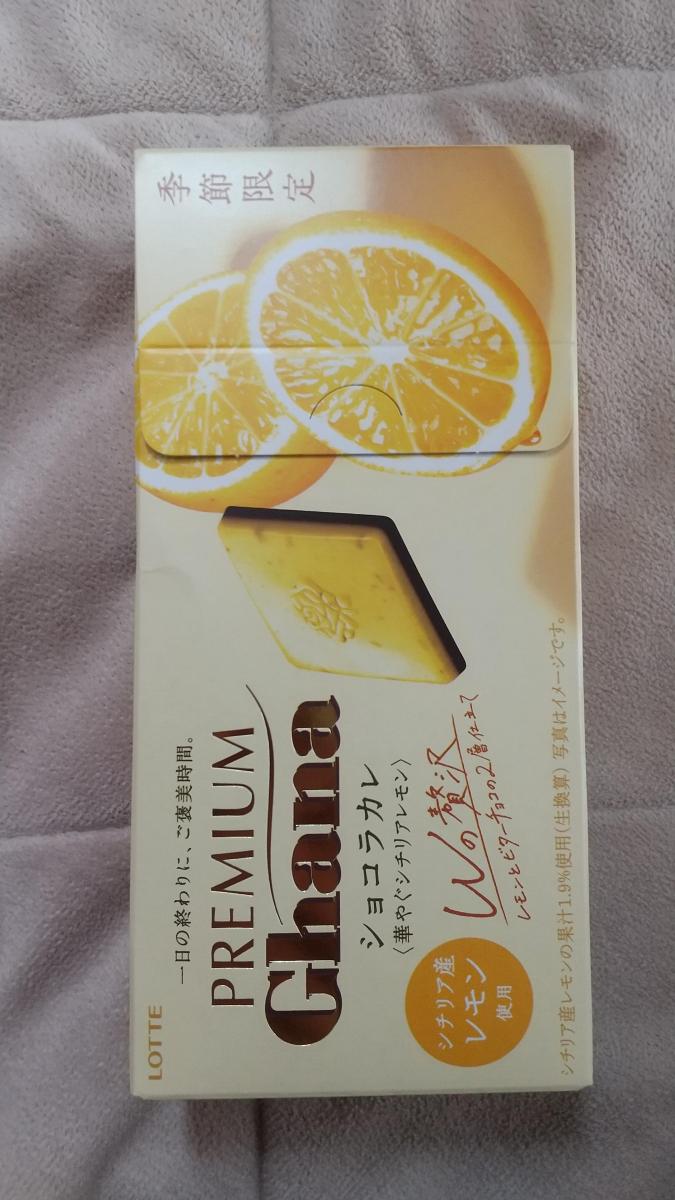 LOTTE
一日の終わりに、ご褒美時間。
PREMIUM
Ghana
ショコラカレ
〈華やぐシチリアレモン〉
Wの贅沢
レモンとビターチョコの2層仕立て
シチリア産
レモン
使用
シチリア産レモンの果汁1.9%使用(生換算) 写真はイメージです。
季節限定